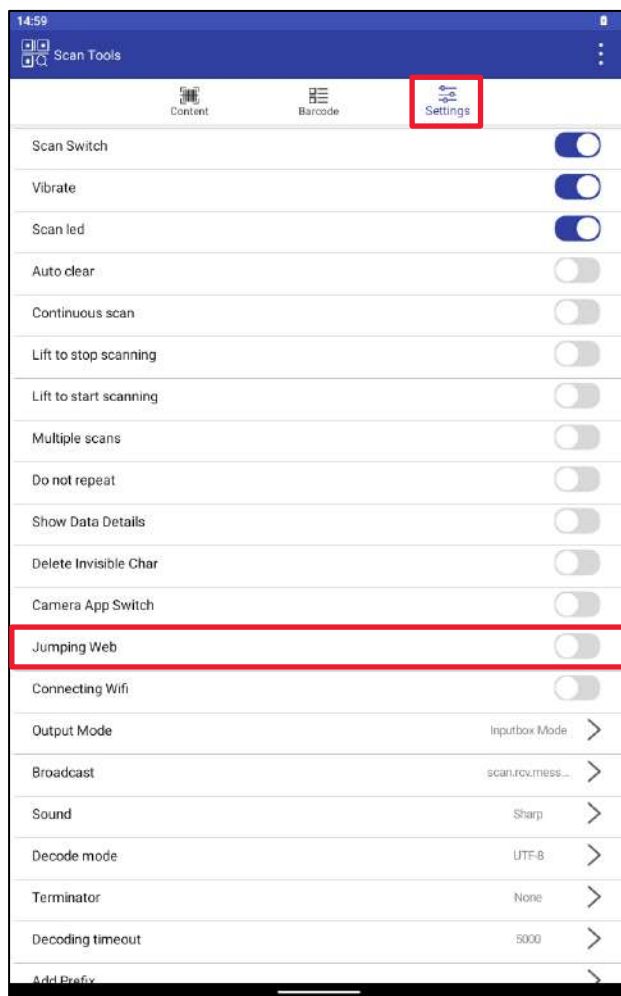 14:59
Scan Tools
Content Barcode Settings
Scan Switch
Vibrate
Scan led
Auto clear
Continuous scan
Lift to stop scanning
Lift to start scanning
Multiple scans
Do not repeat
Show Data Details
Delete Invisible Char
Camera App Switch
Jumping Web
Connecting Wifi
Output Mode Inputbox Mode
Broadcast scan.rcv.mess...
Sound Sharp
Decode mode UTF-8
Terminator None
Decoding timeout 5000
Add Prefix